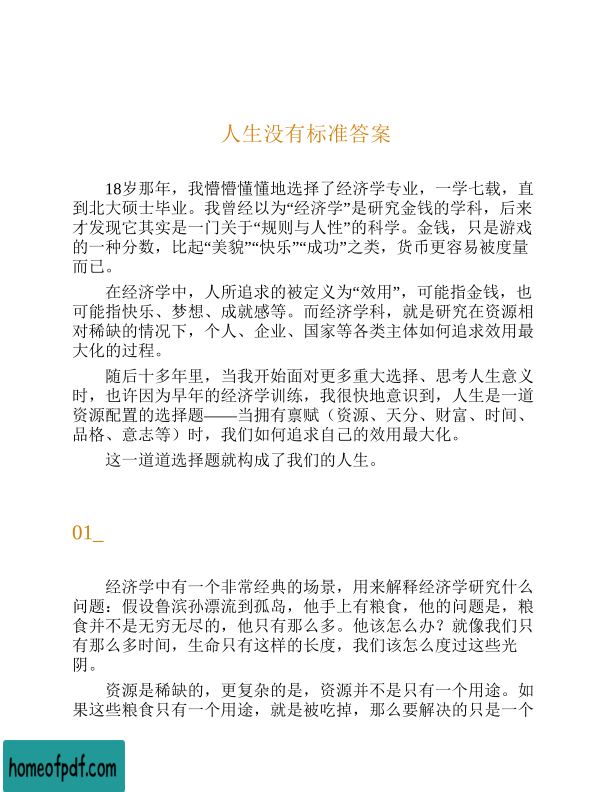 人生没有标准答案
18岁那年，我懵懵懂懂地选择了经济学专业，一学七载，直
到北大硕士毕业。我曾经以为“经济学”是研究金钱的学科，后来
才发现它其实是一门关于“规则与人性”的科学。金钱，只是游戏
的一种分数，比起“美貌”“快乐”“成功”之类，货币更容易被度量
而已。
在经济学中，人所追求的被定义为“效用”，可能指金钱，也
可能指快乐、梦想、成就感等。而经济学科，就是研究在资源相
对稀缺的情况下，个人、企业、国家等各类主体如何追求效用最
大化的过程。
随后十多年里，当我开始面对更多重大选择、思考人生意义
时，也许因为早年的经济学训练，我很快地意识到，人生是一道
资源配置的选择题——当拥有禀赋（资源、天分、财富、时间、
品格、意志等）时，我们如何追求自己的效用最大化。
这一道道选择题就构成了我们的人生。
01_
经济学中有一个非常经典的场景，用来解释经济学研究什么
问题：假设鲁滨孙漂流到孤岛，他手上有粮食，他的问题是，粮
食并不是无穷无尽的，他只有那么多。他该怎么办？就像我们只
有那么多时间，生命只有这样的长度，我们该怎么度过这些光
阴。
资源是稀缺的，更复杂的是，资源并不是只有一个用途。如
果这些粮食只有一个用途，就是被吃掉，那么要解决的只是一个
homeofpdf.com